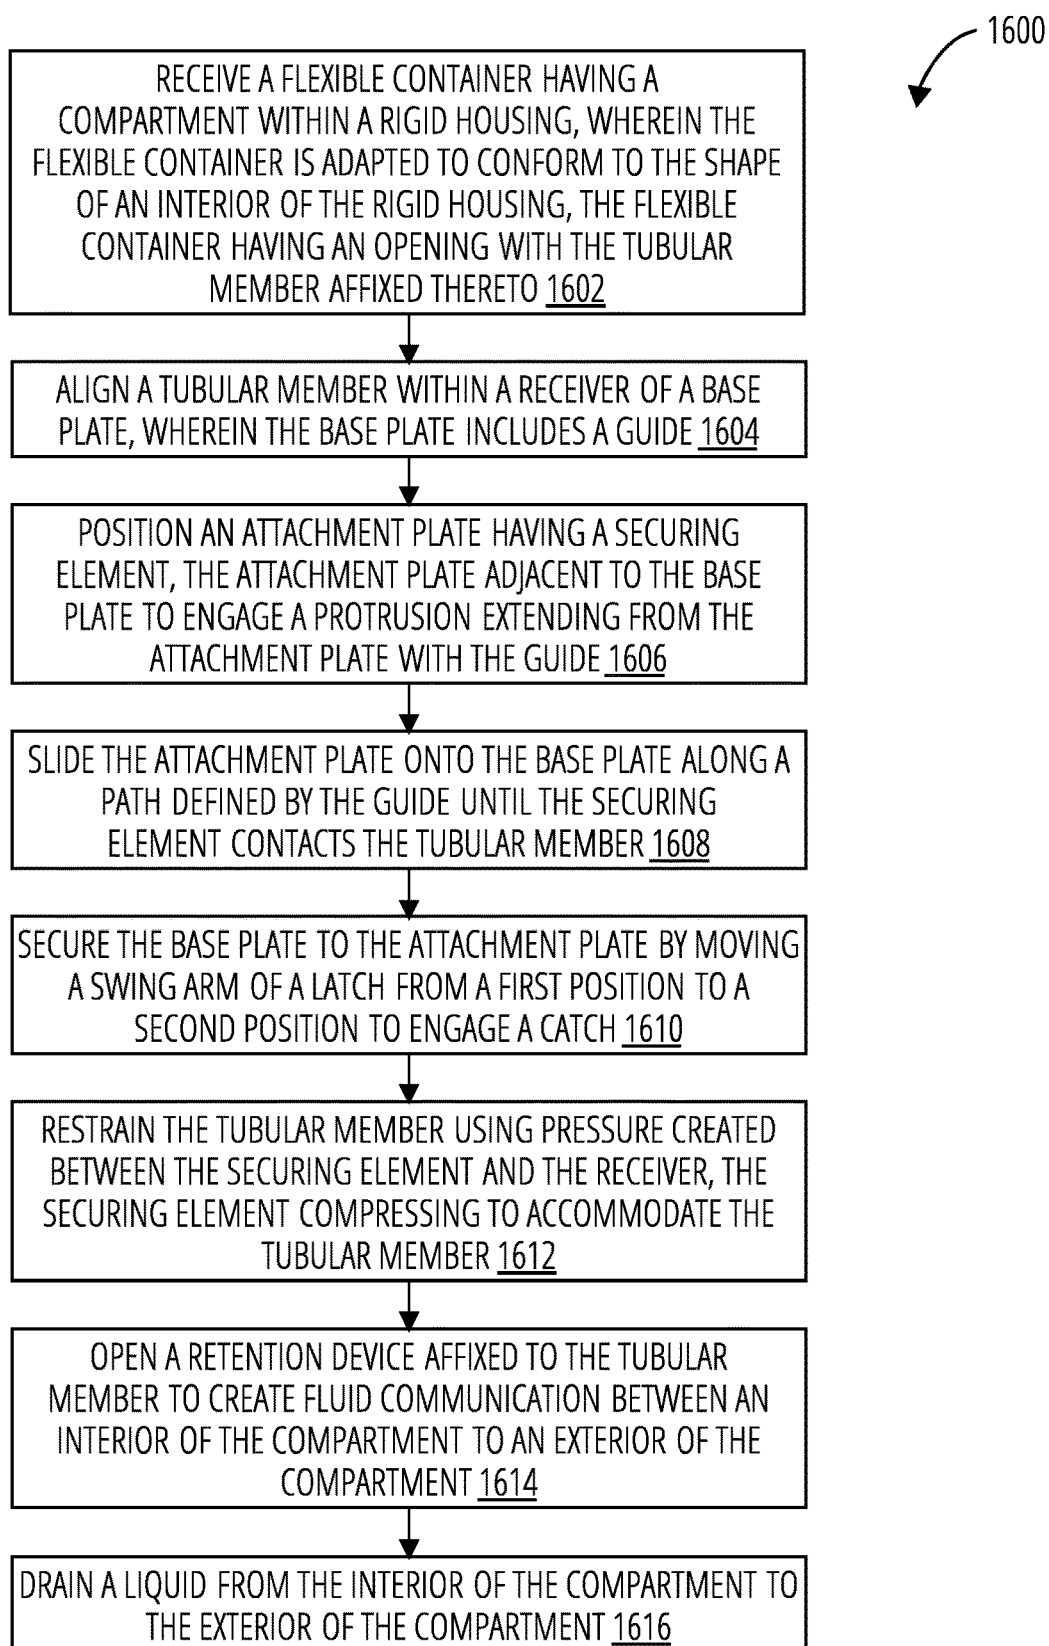 1600
RECEIVE A FLEXIBLE CONTAINER HAVING A
COMPARTMENT WITHIN A RIGID HOUSING, WHEREIN THE
FLEXIBLE CONTAINER IS ADAPTED TO CONFORM TO THE SHAPE
OF AN INTERIOR OF THE RIGID HOUSING, THE FLEXIBLE
CONTAINER HAVING AN OPENING WITH THE TUBULAR
MEMBER AFFIXED THERETO 1602
ALIGN A TUBULAR MEMBER WITHIN A RECEIVER OF A BASE
PLATE, WHEREIN THE BASE PLATE INCLUDES A GUIDE 1604
POSITION AN ATTACHMENT PLATE HAVING A SECURING
ELEMENT, THE ATTACHMENT PLATE ADJACENT TO THE BASE
PLATE TO ENGAGE A PROTRUSION EXTENDING FROM THE
ATTACHMENT PLATE WITH THE GUIDE 1606
SLIDE THE ATTACHMENT PLATE ONTO THE BASE PLATE ALONG A
PATH DEFINED BY THE GUIDE UNTIL THE SECURING
ELEMENT CONTACTS THE TUBULAR MEMBER 1608
SECURE THE BASE PLATE TO THE ATTACHMENT PLATE BY MOVING
A SWING ARM OF A LATCH FROM A FIRST POSITION TO A
SECOND POSITION TO ENGAGE A CATCH 1610
RESTRAIN THE TUBULAR MEMBER USING PRESSURE CREATED
BETWEEN THE SECURING ELEMENT AND THE RECEIVER, THE
SECURING ELEMENT COMPRESSING TO ACCOMMODATE THE
TUBULAR MEMBER 1612
OPEN A RETENTION DEVICE AFFIXED TO THE TUBULAR
MEMBER TO CREATE FLUID COMMUNICATION BETWEEN AN
INTERIOR OF THE COMPARTMENT TO AN EXTERIOR OF THE
COMPARTMENT 1614
DRAIN A LIQUID FROM THE INTERIOR OF THE COMPARTMENT TO
THE EXTERIOR OF THE COMPARTMENT 1616